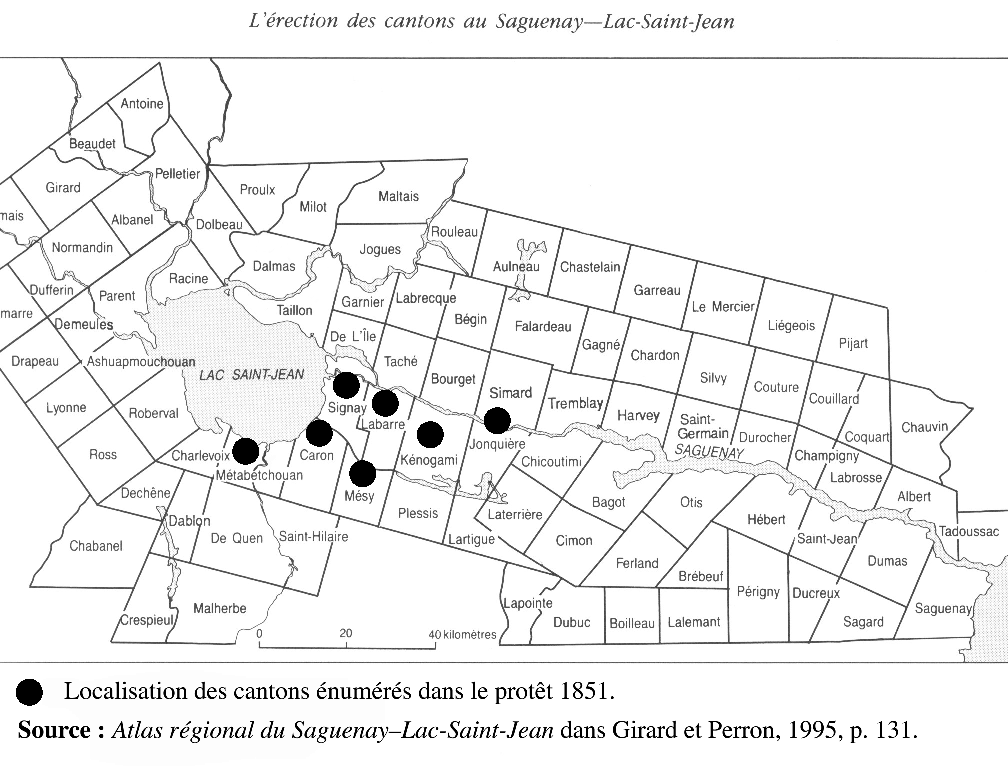 L'érection des cantons au Saguenay—Lac-Saint-Jean
Antoine
Beaudet
Pelletier
Girard
Proulx
Maltais
Milot
mais
Albanel
Dolbeau
Rouleau
Normandin
Jogues
Aulneau
Chastelain
Dalmas
Racine
Garreau
Dufferin
Parent
Garnier
Labrecque
Le Mercier
marre
Taillon
Bégin
Falardeau
Liégeois
Demeules
De L'Île
Gagné
Pijart
Drapeau
Ashuapmouchouan
LAC SAINT-JEAN
Taché
Chardon
Bourget
Silvy
Couture
Simard
Couillard
Lyonne
Roberval
Signay
Tremblay
Harvey
Saint-
Germain
Labarre
Durocher
Coquart
Chauvin
Jonquière
Ross
Charlevoix
Caron
Kénogami
Chicoutimi
SAGUENAY
Champigny
Métabetchouan
Labrosse
Dechêne
Mésy
Bagot
Otis
Albert
Dablon
Plessis
Laterrière
Hébert
Tadoussac
Chabanel
De Quen
Saint-Hilaire
Lartigue
Cimon
Saint-Jean
Ferland
Dumas
Brébeuf
Périgny
Ducreux
Malherbe
Lapointe
Saguenay
Crespieul
Dubuc
Boilleau
Lalemant
Sagard
0 20 40 kilomètres
Localisation des cantons énumérés dans le protêt 1851.
Source : Atlas régional du Saguenay–Lac-Saint-Jean dans Girard et Perron, 1995, p. 131.